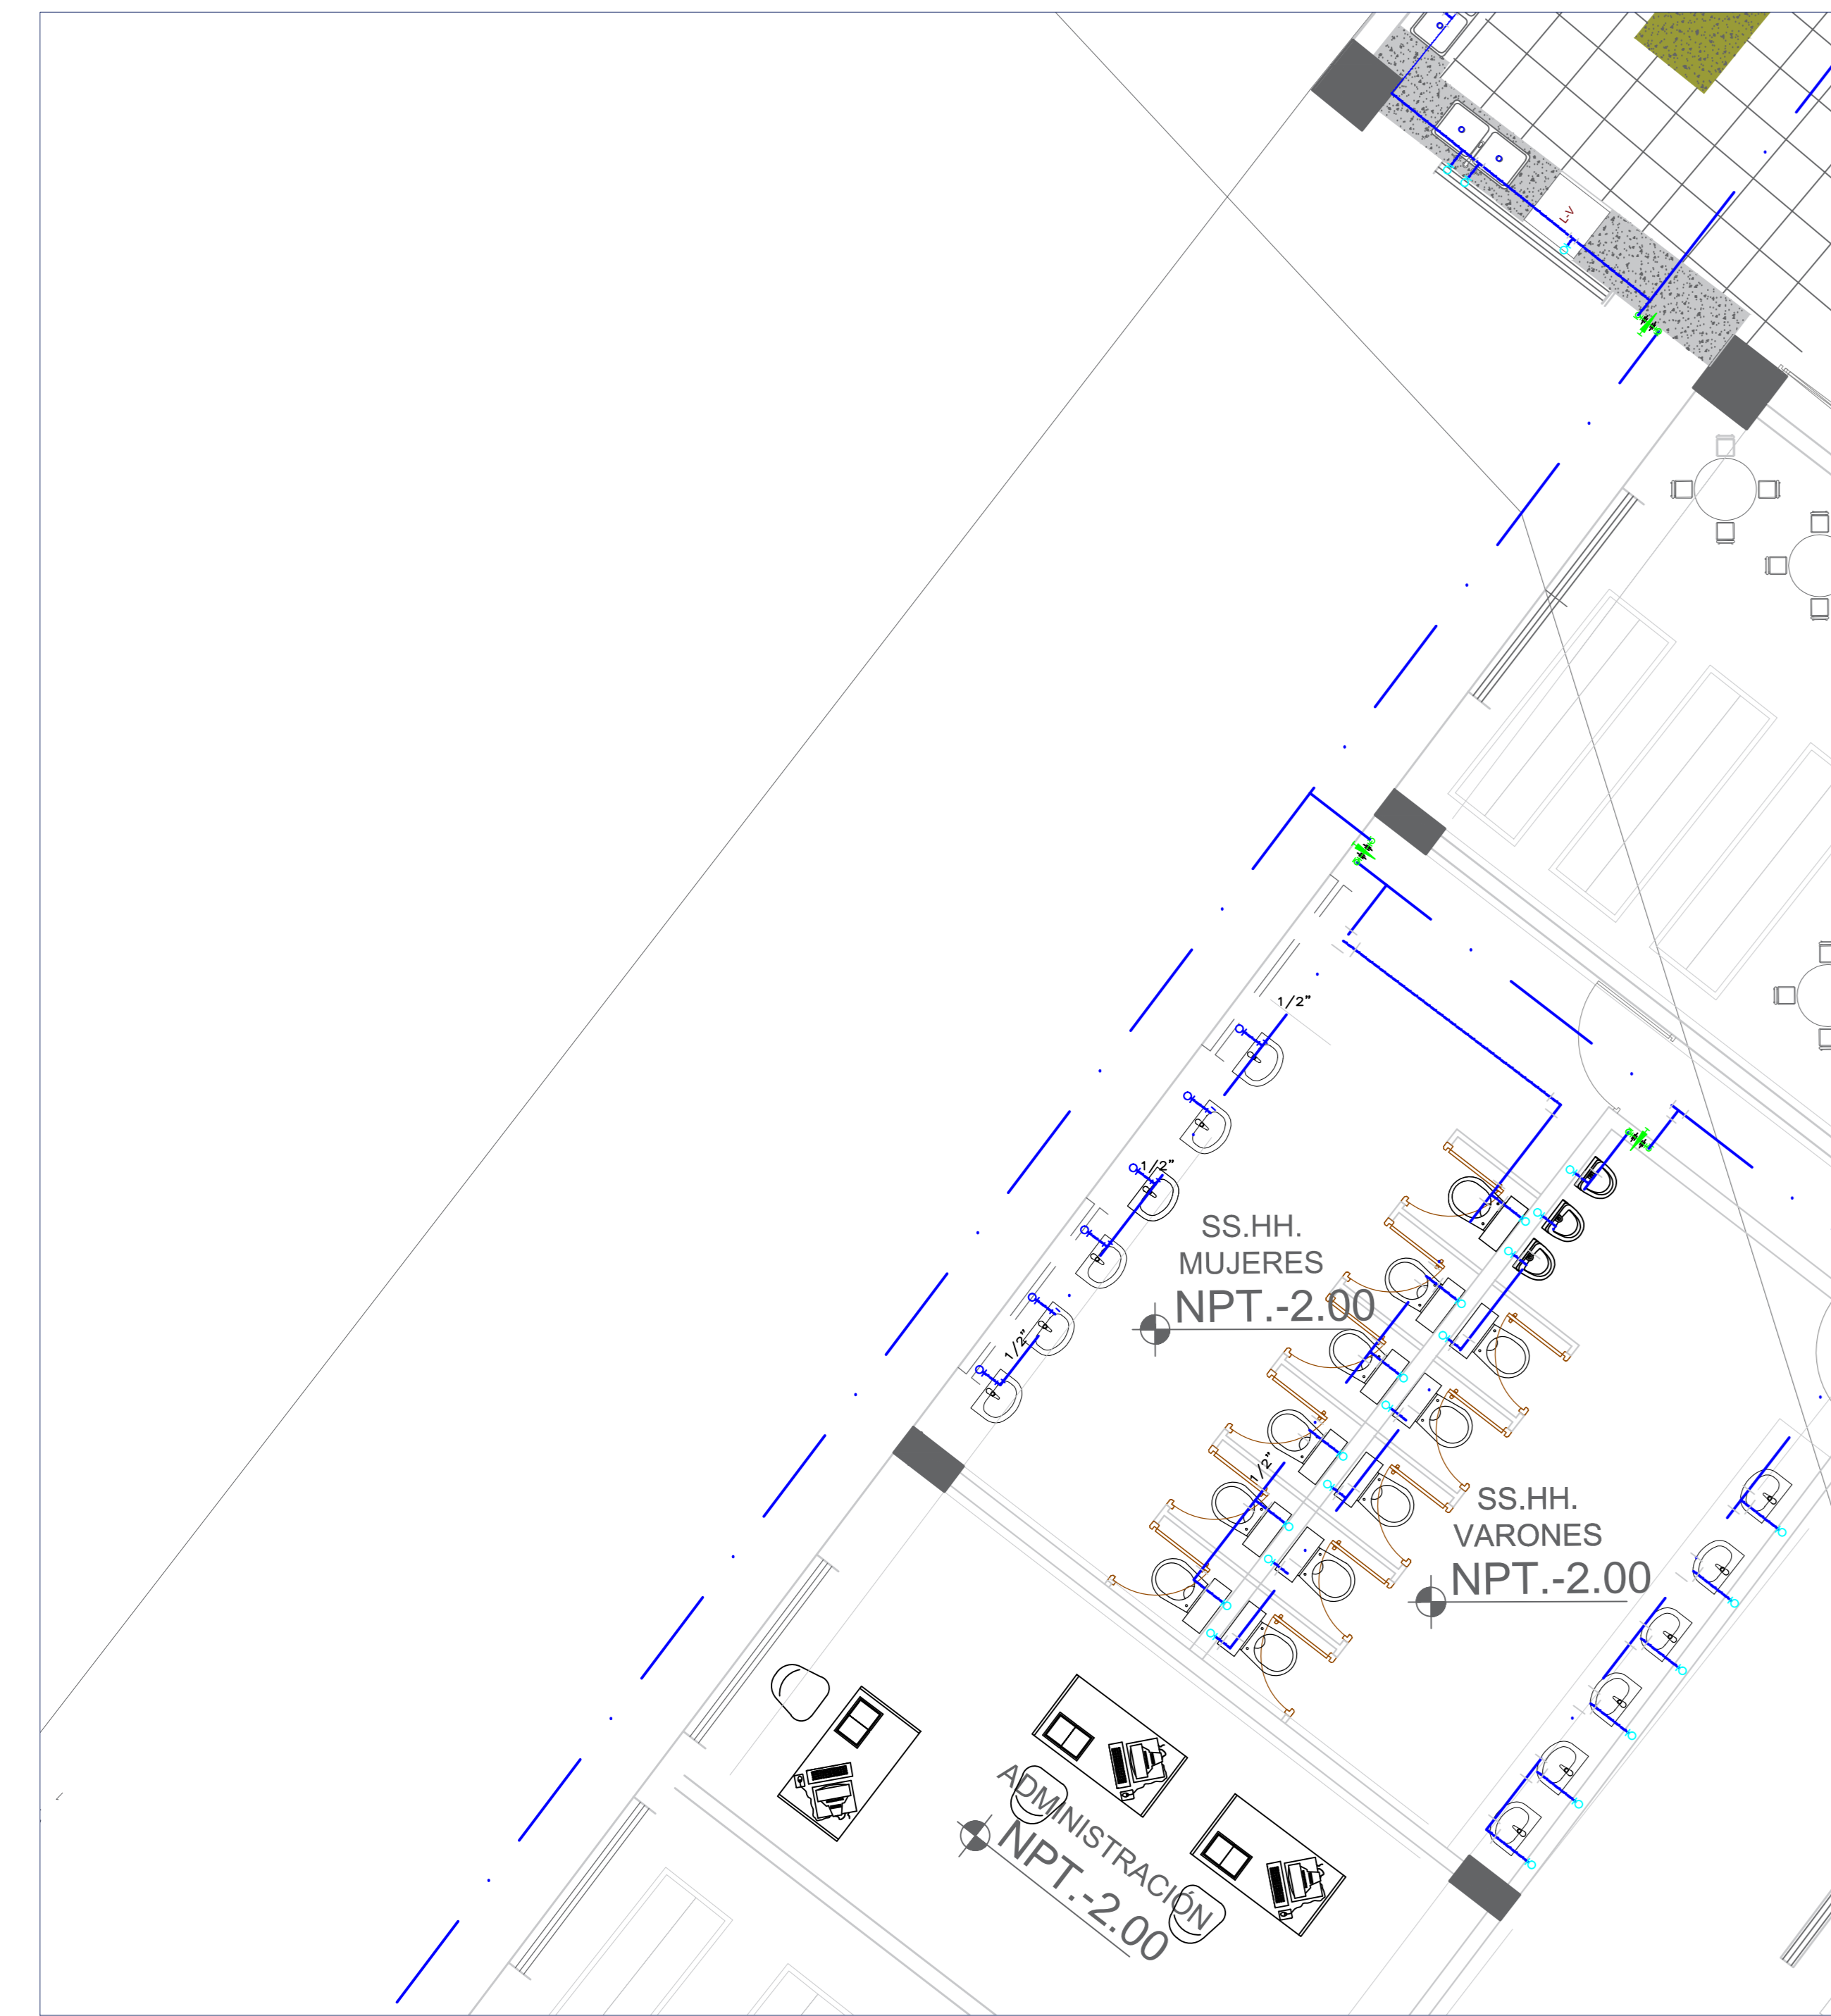 L-V
1/2"
1/2"
SS.HH.
MUJERES
NPT.-2.00
1/2"
1/2"
SS.HH.
VARONES
NPT.-2.00
ADMINISTRACIÓN
NPT.-2.00